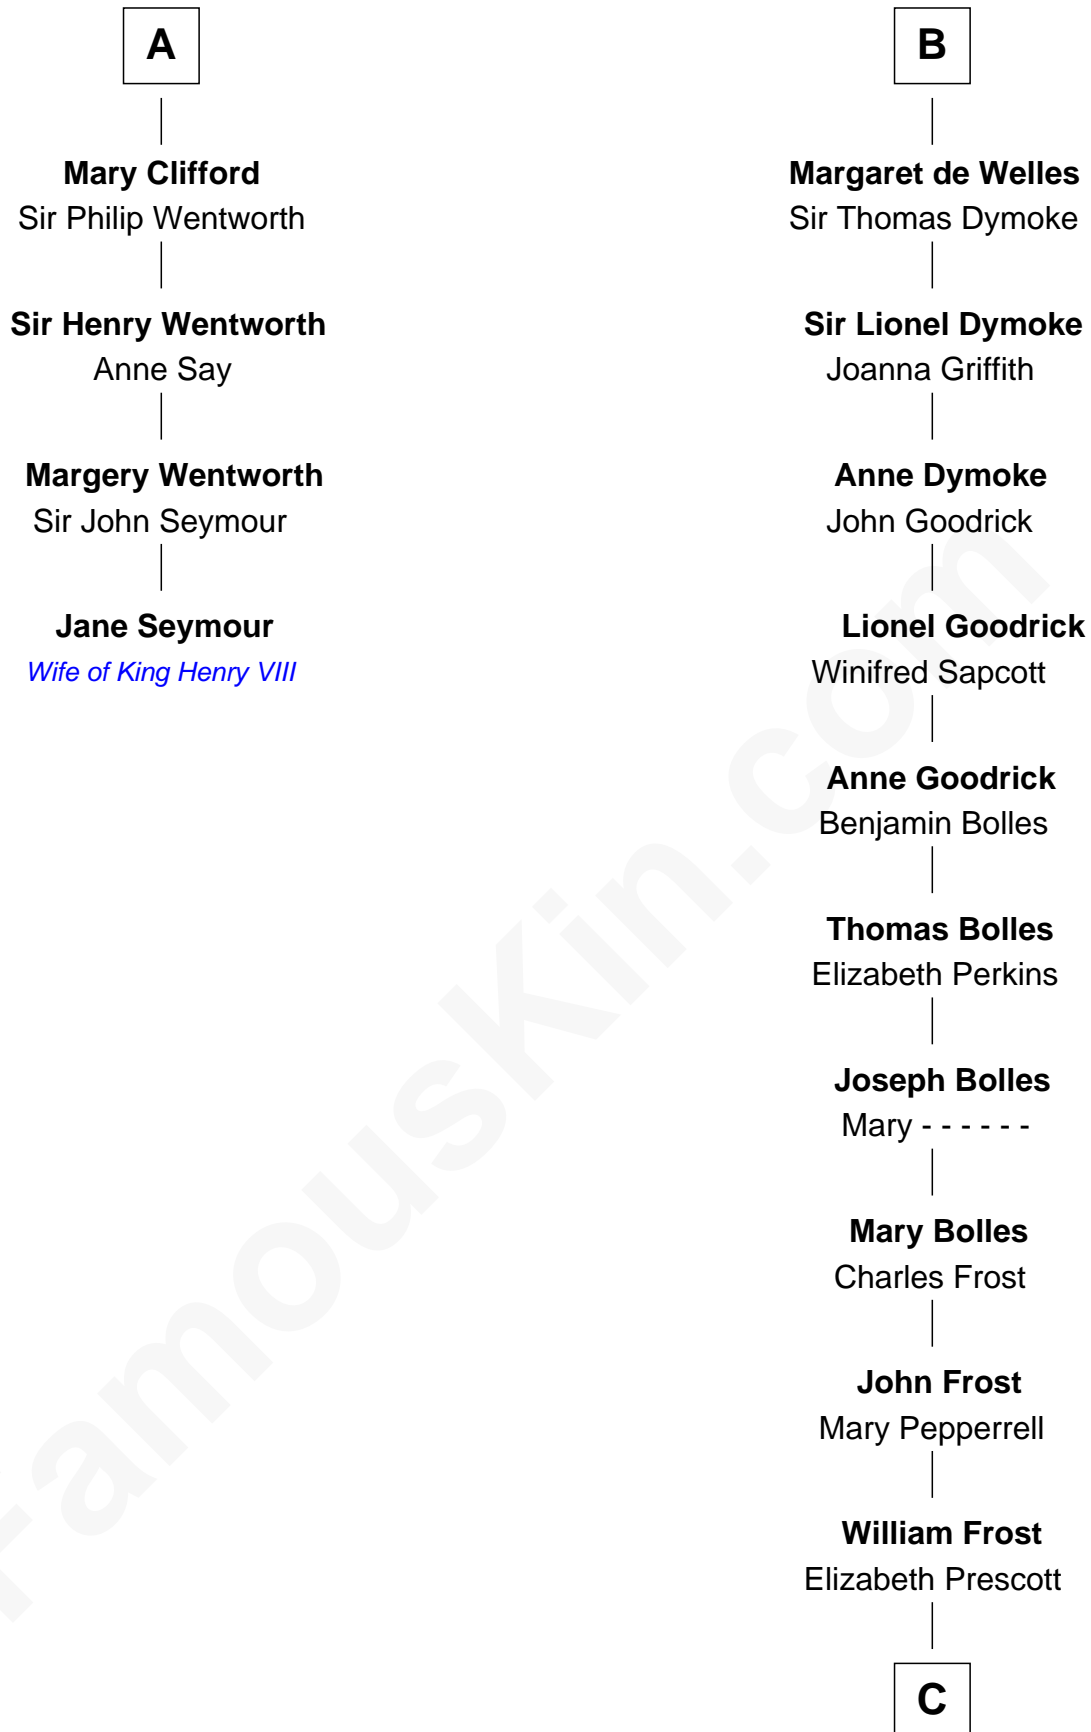 A
Mary Clifford
Sir Philip Wentworth
Sir Henry Wentworth
Anne Say
Margery Wentworth
Sir John Seymour
Jane Seymour
Wife of King Henry VIII
B
Margaret de Welles
Sir Thomas Dymoke
Sir Lionel Dymoke
Joanna Griffith
Anne Dymoke
John Goodrick
Lionel Goodrick
Winifred Sapcott
Anne Goodrick
Benjamin Bolles
Thomas Bolles
Elizabeth Perkins
Joseph Bolles
Mary - - - - - -
Mary Bolles
Charles Frost
John Frost
Mary Pepperrell
William Frost
Elizabeth Prescott
C
FamousKin.com